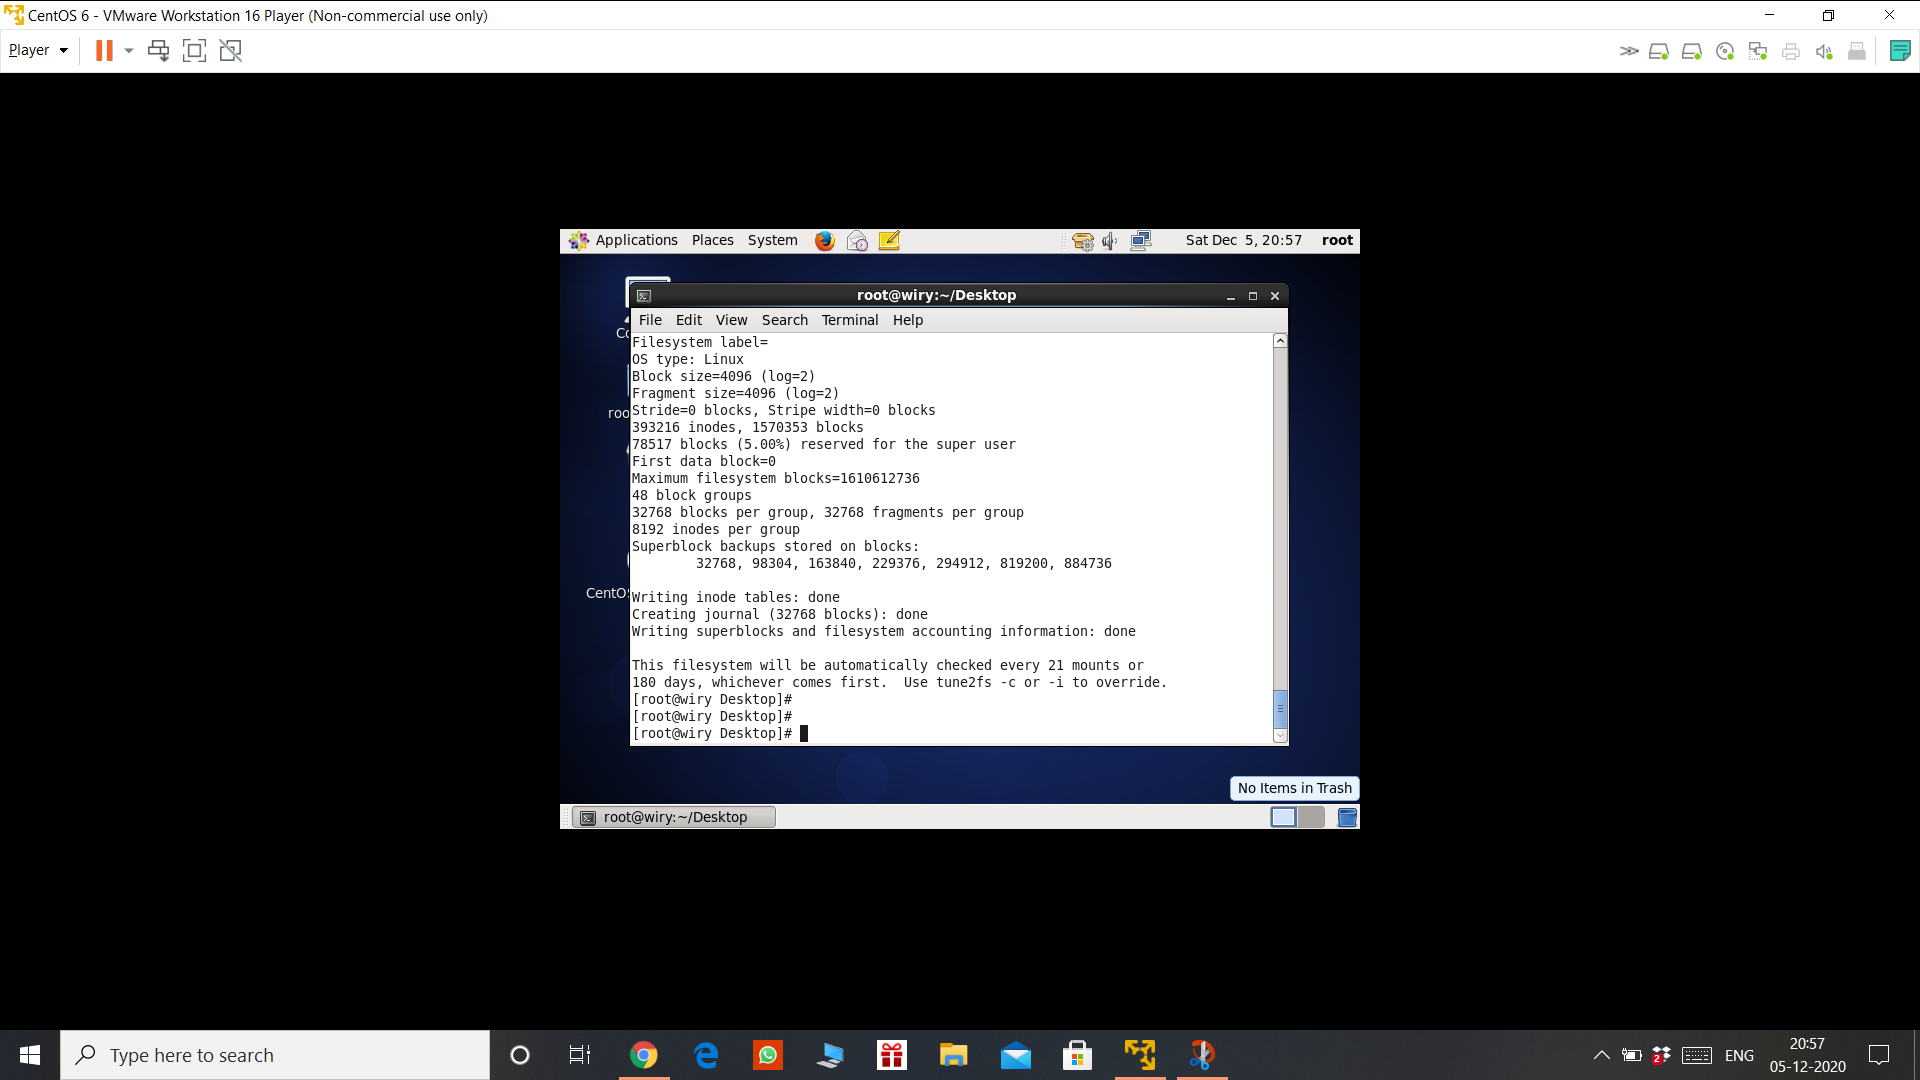 CentOS 6 - VMware Workstation 16 Player (Non-commercial use only)
Player
Applications Places System Sat Dec 5, 20:57 root
root@wiry:~/Desktop
File Edit View Search Terminal Help
Filesystem label=
OS type: Linux
Block size=4096 (log=2)
Fragment size=4096 (log=2)
Stride=0 blocks, Stripe width=0 blocks
393216 inodes, 1570353 blocks
78517 blocks (5.00%) reserved for the super user
First data block=0
Maximum filesystem blocks=1610612736
48 block groups
32768 blocks per group, 32768 fragments per group
8192 inodes per group
Superblock backups stored on blocks:
32768, 98304, 163840, 229376, 294912, 819200, 884736
Writing inode tables: done
Creating journal (32768 blocks): done
Writing superblocks and filesystem accounting information: done
This filesystem will be automatically checked every 21 mounts or
180 days, whichever comes first.  Use tune2fs -c or -i to override.
[root@wiry Desktop]#
[root@wiry Desktop]#
[root@wiry Desktop]#
No Items in Trash
root@wiry:~/Desktop
Type here to search
2
ENG
20:57
05-12-2020